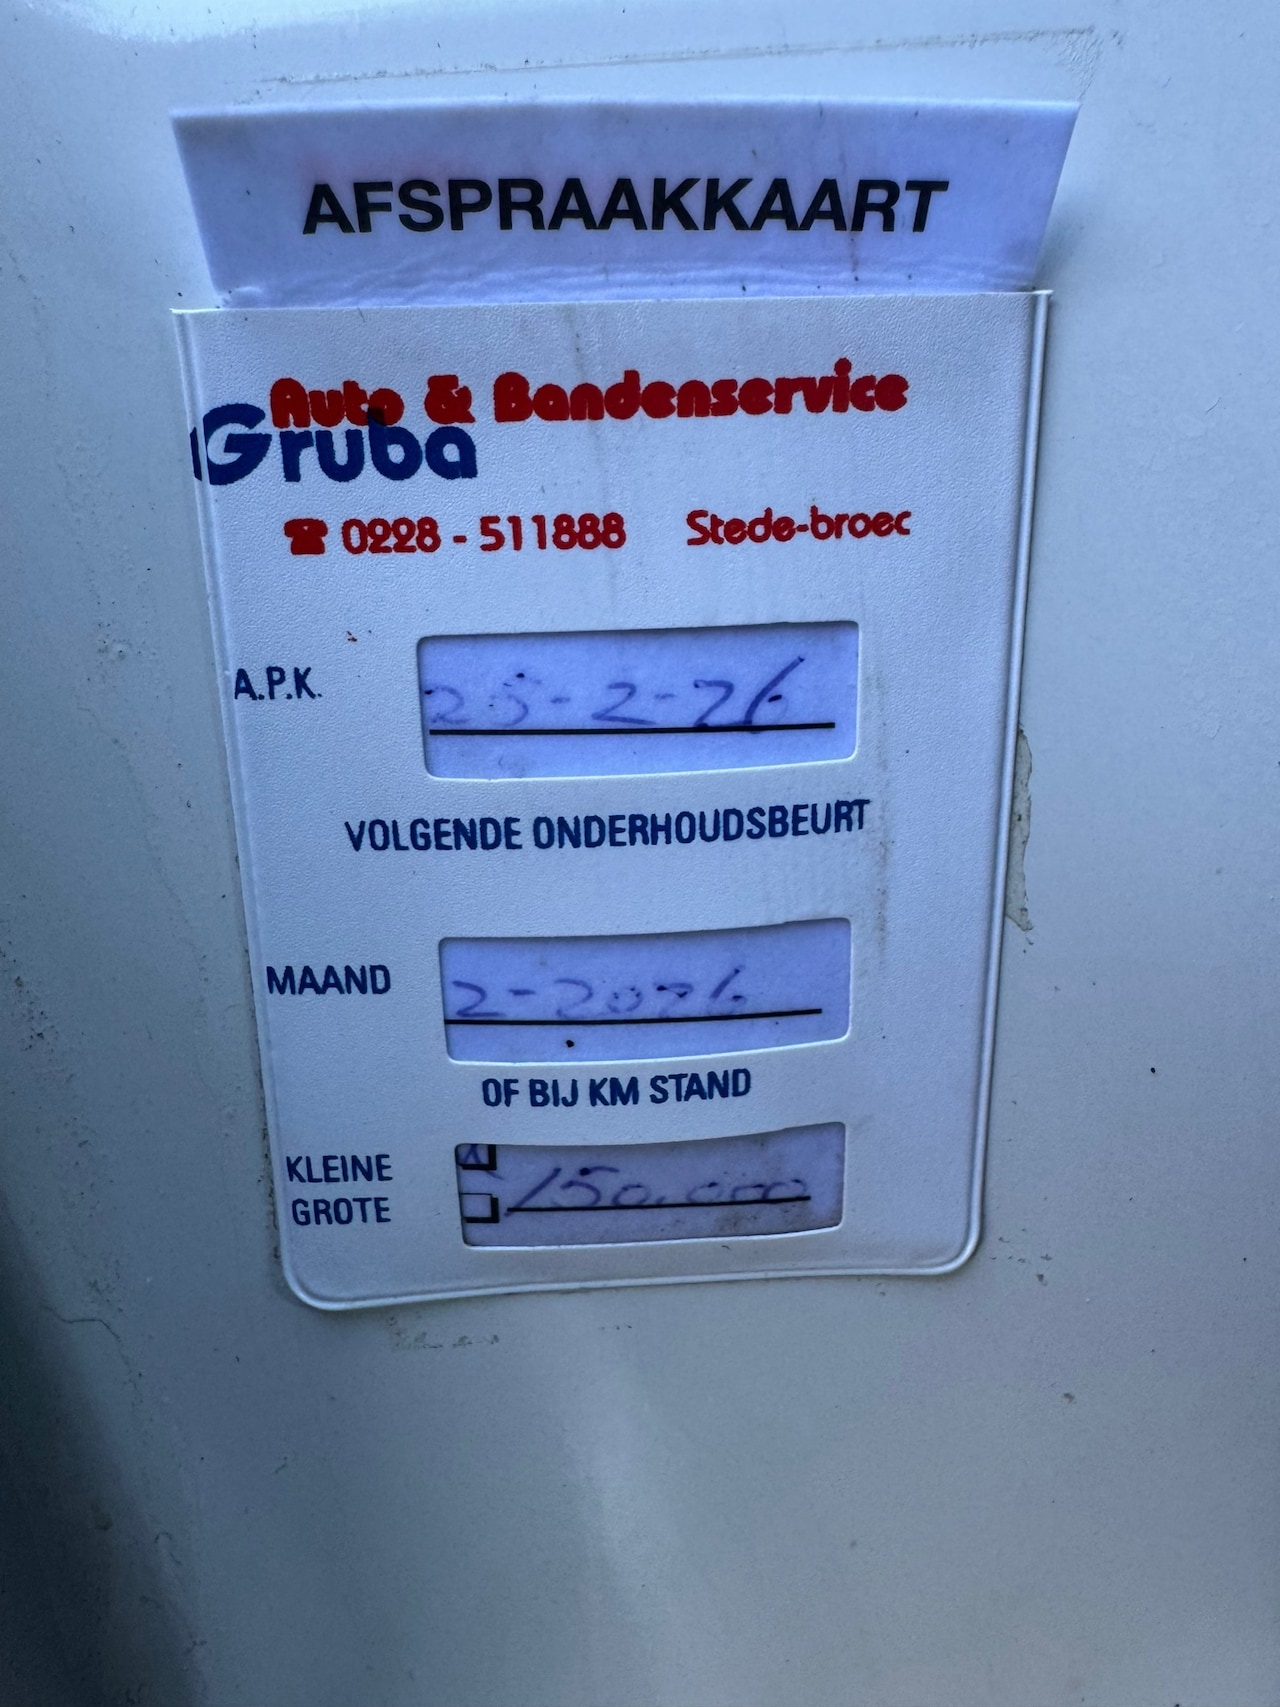 AFSPRAAKKAART
Auto & Bandenservice
Gruba
☎ 0228 - 511888 Stede-broec
A.P.K. 25-2-26
VOLGENDE ONDERHOUDSBEURT
MAAND 2-2026
OF BIJ KM STAND
KLEINE
GROTE 150.000